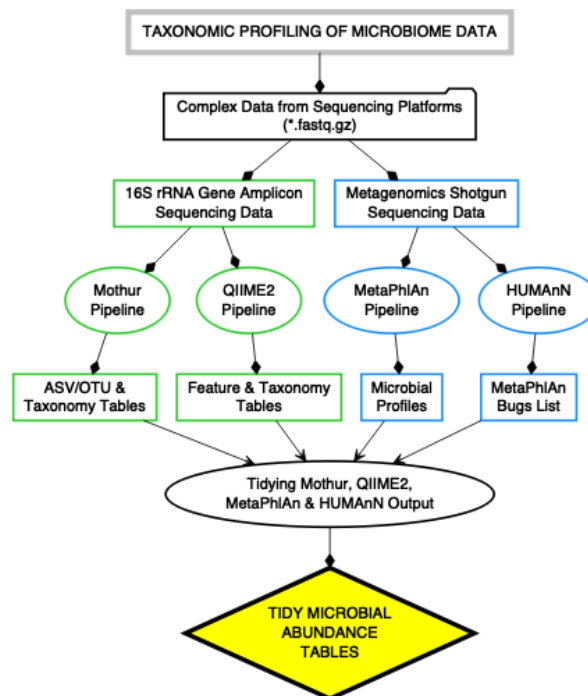 TAXONOMIC PROFILING OF MICROBIOME DATA
Complex Data from Sequencing Platforms
(*.fastq.gz)
16S rRNA Gene Amplicon
Sequencing Data
Metagenomics Shotgun
Sequencing Data
Mothur
Pipeline
QIIME2
Pipeline
MetaPhlAn
Pipeline
HUMAnN
Pipeline
ASV/OTU &
Taxonomy Tables
Feature & Taxonomy
Tables
Microbial
Profiles
MetaPhlAn
Bugs List
Tidying Mothur, QIIME2,
MetaPhlAn & HUMAnN Output
TIDY MICROBIAL
ABUNDANCE
TABLES